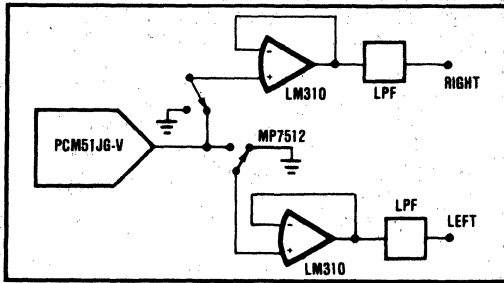 LM310
LPF
RIGHT
PCM51JG-V
MP7512
LPF
LEFT
LM310